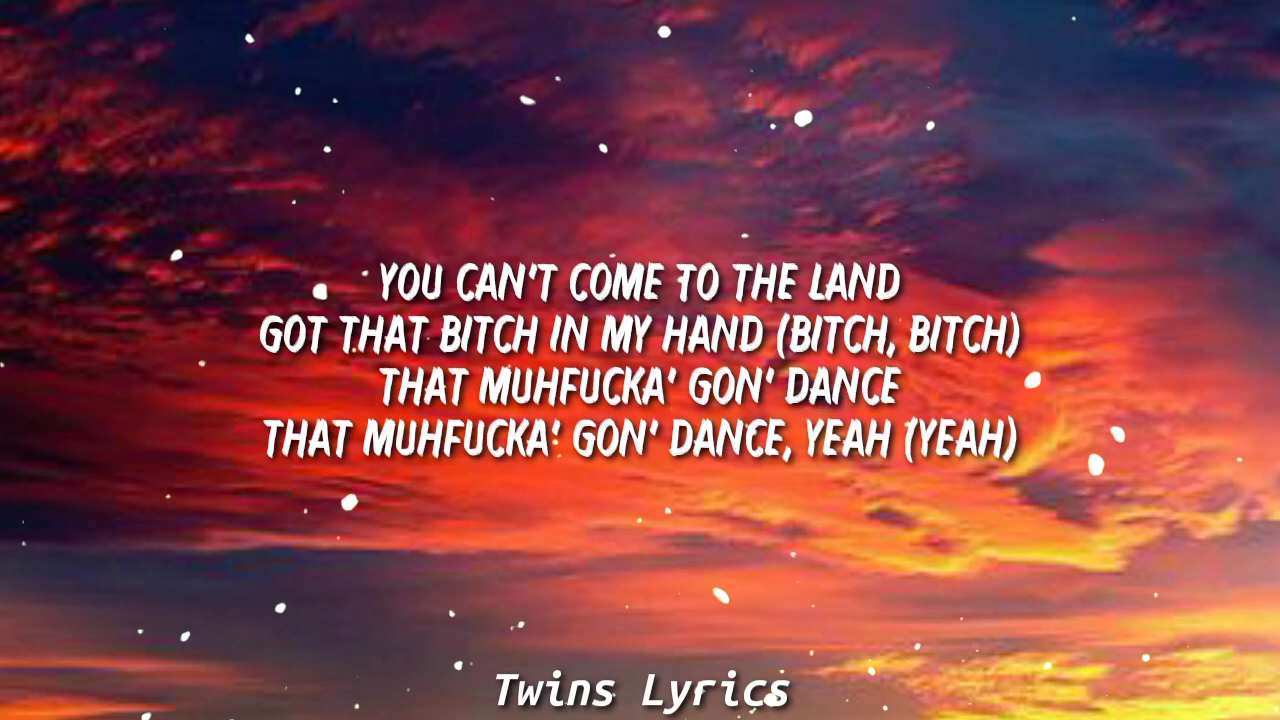 YOU CAN'T COME TO THE LAND
GOT THAT BITCH IN MY HAND (BITCH, BITCH)
THAT MUHFUCKA' GON' DANCE
THAT MUHFUCKA' GON' DANCE, YEAH (YEAH)
Twins Lyrics